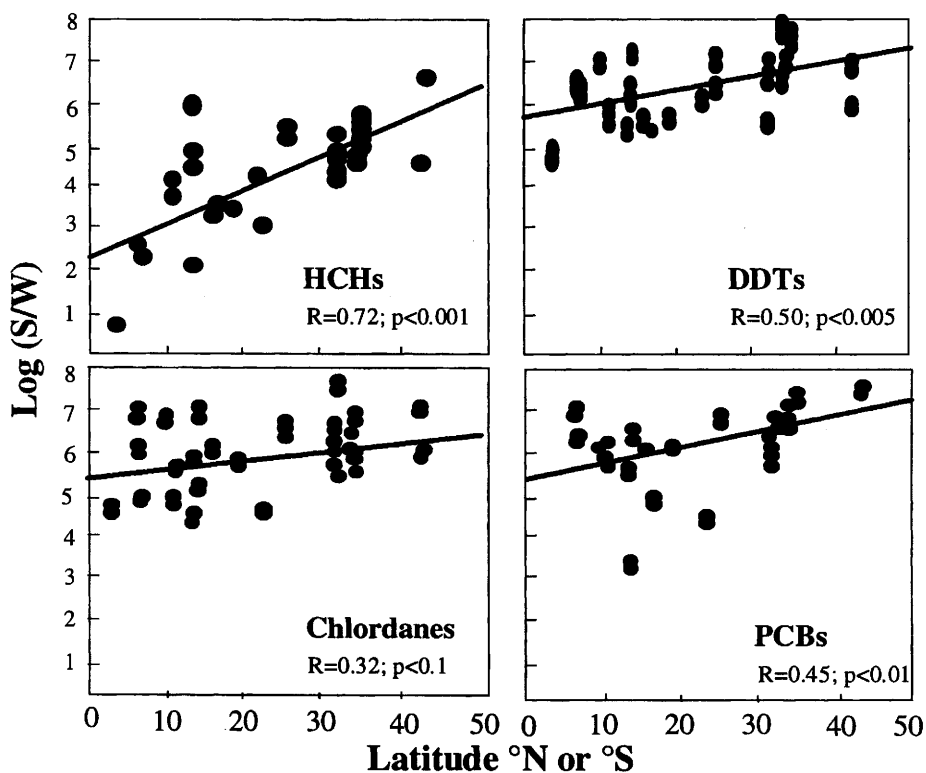 8
7
6
5
4
3
2
1
HCHs
R=0.72; p<0.001
DDTs
R=0.50; p<0.005
Log (S/W)
8
7
6
5
4
3
2
1
Chlordanes
R=0.32; p<0.1
PCBs
R=0.45; p<0.01
0 10 20 30 40 50
0 10 20 30 40 50
Latitude °N or °S